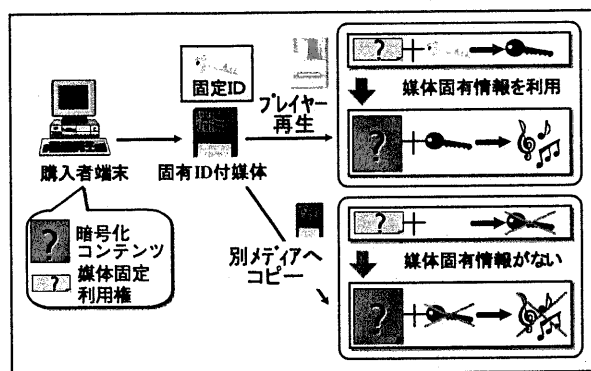 固定ID
プレイヤー
再生
購入者端末
固有ID付媒体
?
媒体固有情報を利用
?
?
暗号化
コンテンツ
?
媒体固定
利用権
別メディアへ
コピー
?
媒体固有情報がない
?